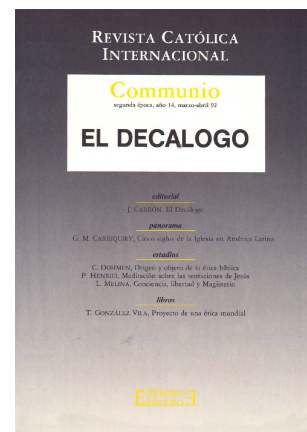 REVISTA CATÓLICA
INTERNACIONAL
Communio
segunda época, año 14, marzo-abril 92
EL DECALOGO
editorial
J. CARRÓN, El Decálogo
panorama
G. M. CARRIQUIRY, Cinco siglos de la Iglesia en América Latina
estudios
C. DOHMEN, Origen y objeto de la ética bíblica
P. HENRICI, Meditación sobre las tentaciones de Jesús
L. MELINA, Conciencia, libertad y Magisterio
libros
T. GONZÁLEZ VILA, Proyecto de una ética mundial